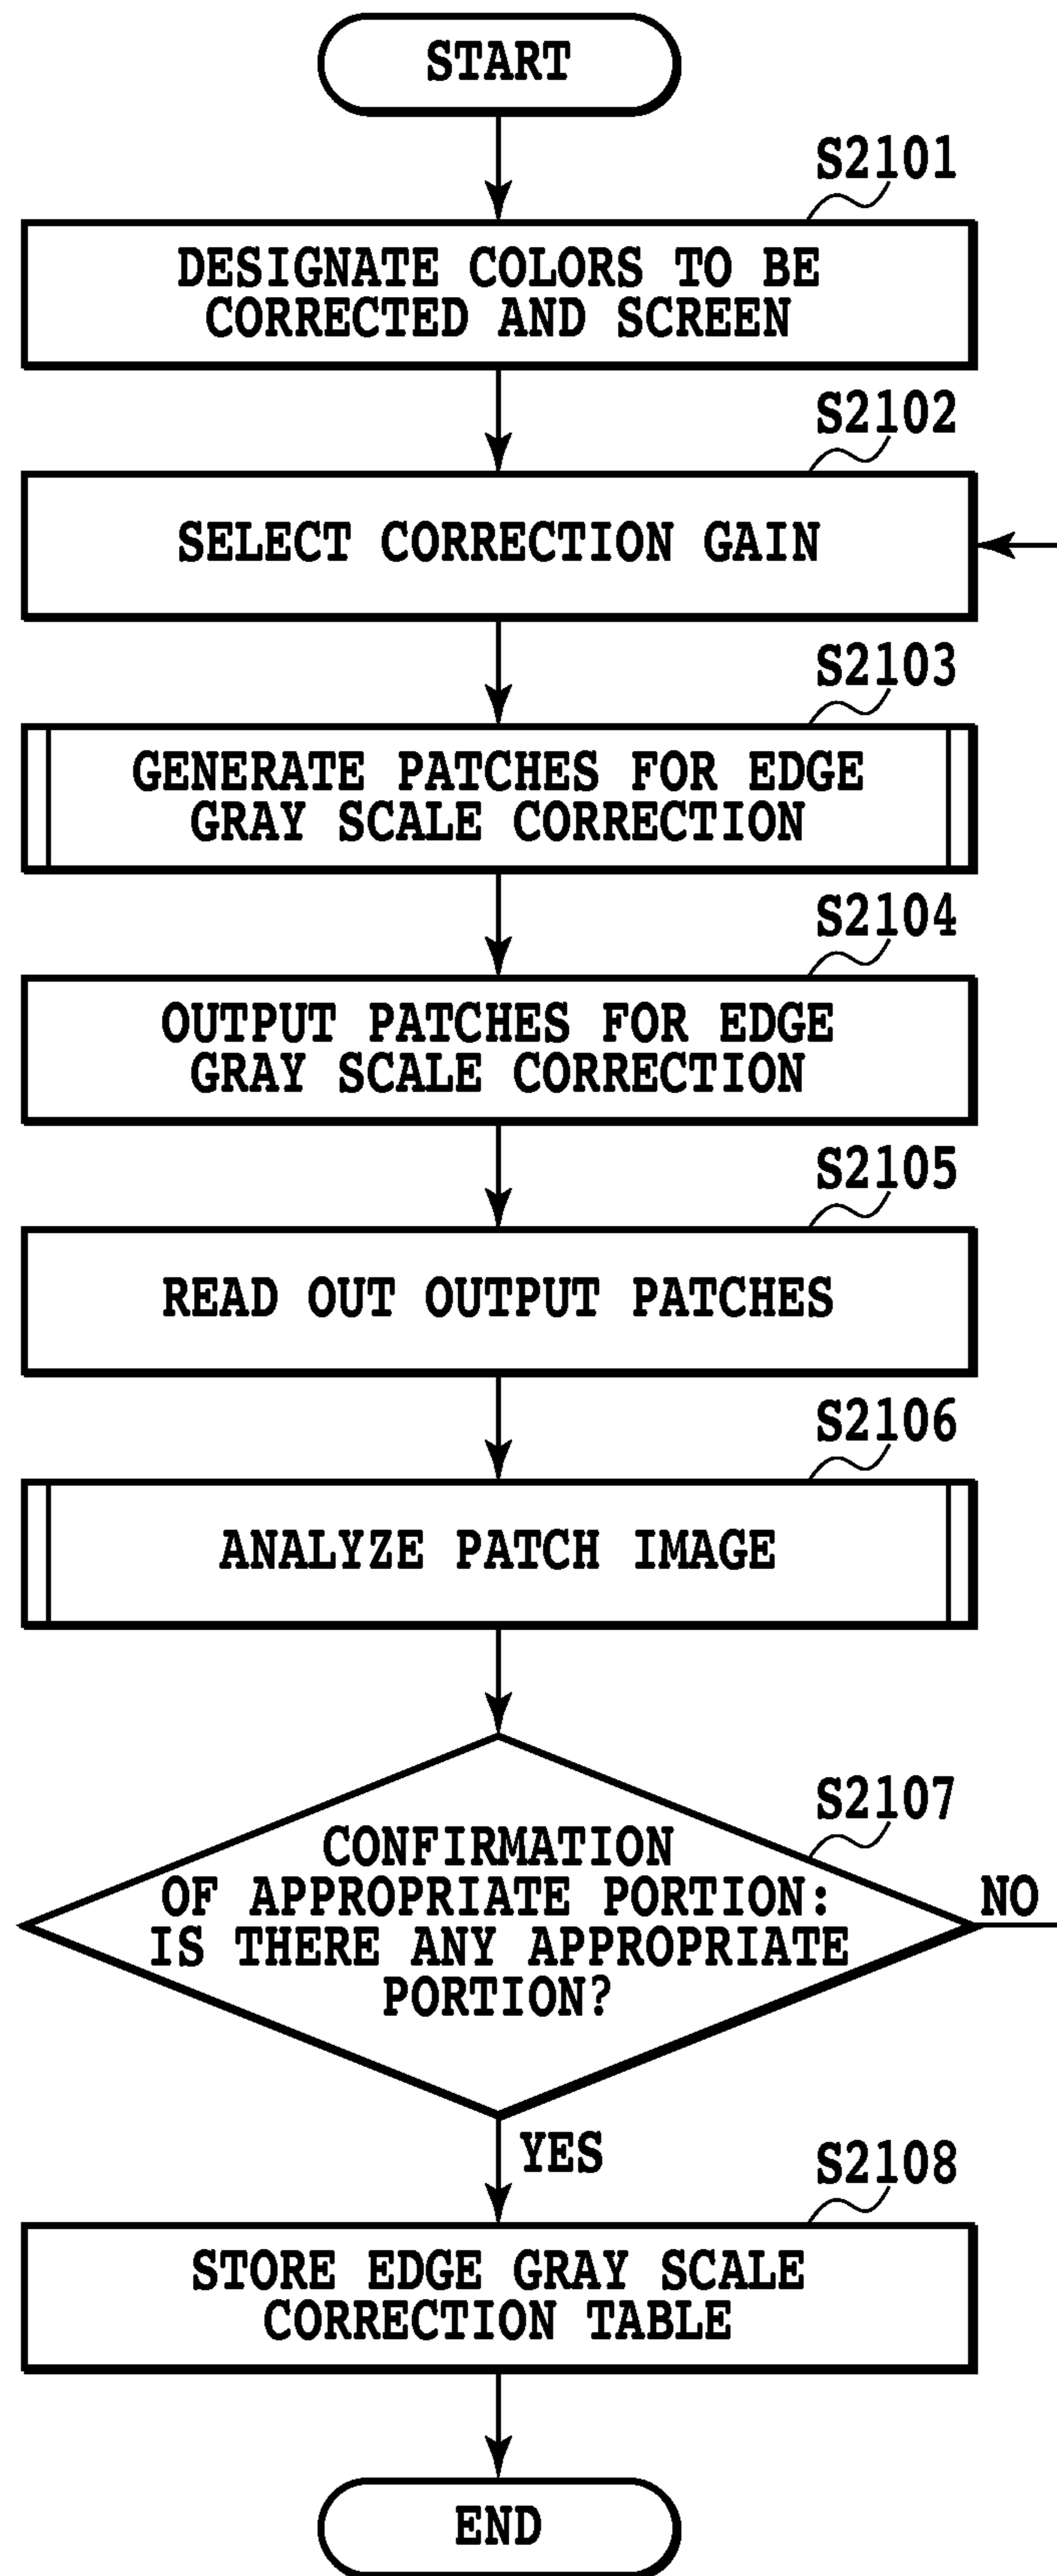 START
S2101
DESIGNATE COLORS TO BE
CORRECTED AND SCREEN
S2102
SELECT CORRECTION GAIN
S2103
GENERATE PATCHES FOR EDGE
GRAY SCALE CORRECTION
S2104
OUTPUT PATCHES FOR EDGE
GRAY SCALE CORRECTION
S2105
READ OUT OUTPUT PATCHES
S2106
ANALYZE PATCH IMAGE
S2107
CONFIRMATION
OF APPROPRIATE PORTION:
IS THERE ANY APPROPRIATE
PORTION?
NO
YES
S2108
STORE EDGE GRAY SCALE
CORRECTION TABLE
END